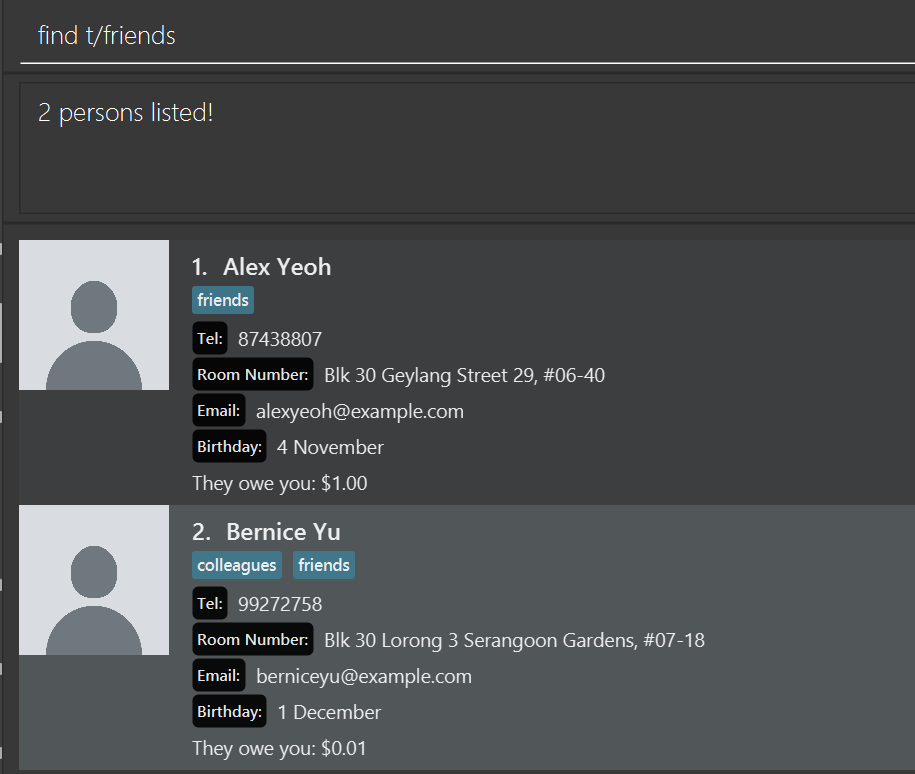 find t/friends
2 persons listed!
1. Alex Yeoh
friends
Tel: 87438807
Room Number: Blk 30 Geylang Street 29, #06-40
Email: alexyeoh@example.com
Birthday: 4 November
They owe you: $1.00
2. Bernice Yu
colleagues friends
Tel: 99272758
Room Number: Blk 30 Lorong 3 Serangoon Gardens, #07-18
Email: berniceyu@example.com
Birthday: 1 December
They owe you: $0.01